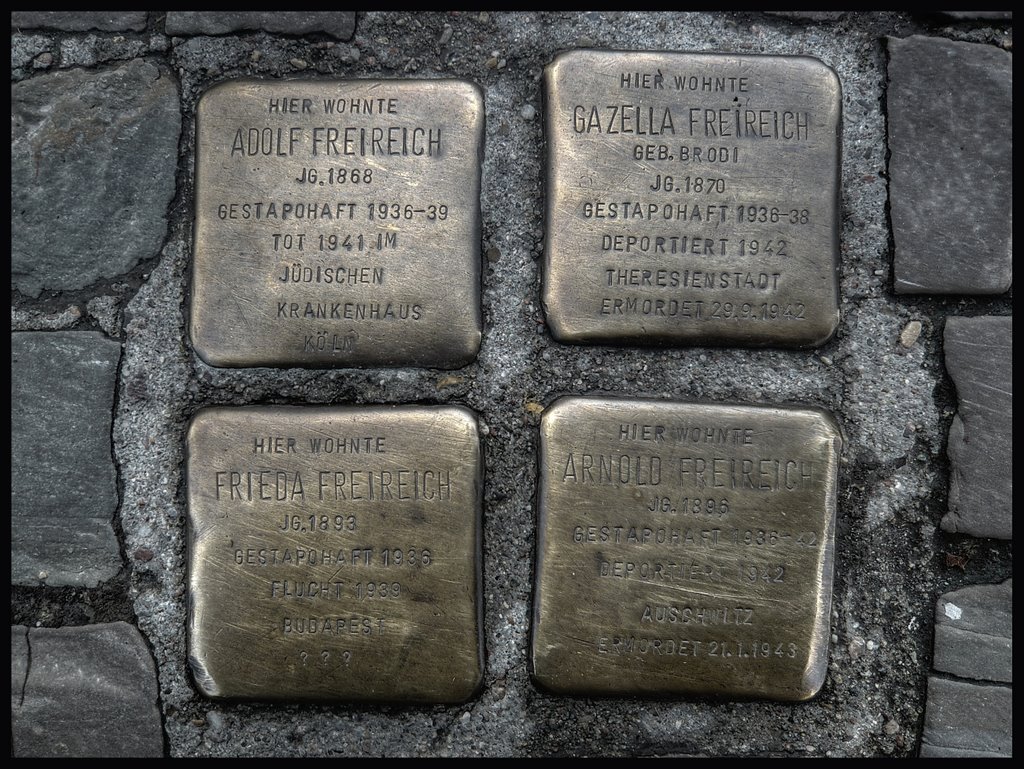 HIER WOHNTE
ADOLF FREIREICH
JG.1868
GESTAPOHAFT 1936-39
TOT 1941 IM
JÜDISCHEN
KRANKENHAUS
KÖLN
HIER WOHNTE
GAZELLA FREIREICH
GEB. BRODI
JG.1870
GESTAPOHAFT 1936-38
DEPORTIERT 1942
THERESIENSTADT
ERMORDET 29.9.1942
HIER WOHNTE
FRIEDA FREIREICH
JG.1893
GESTAPOHAFT 1936
FLUCHT 1939
BUDAPEST
? ? ?
HIER WOHNTE
ARNOLD FREIREICH
JG.1896
GESTAPOHAFT 1936-42
DEPORTIERT 1942
AUSCHWITZ
ERMORDET 21.1.1943